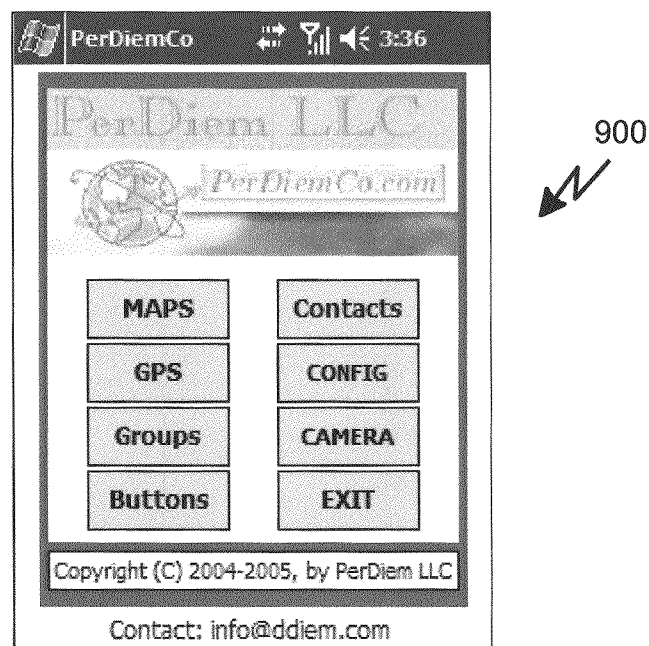 PerDiemCo 3:36
PerDiem LLC
900
PerDiemCo.com
MAPS Contacts
GPS CONFIG
Groups CAMERA
Buttons EXIT
Copyright (C) 2004-2005, by PerDiem LLC
Contact: info@ddiem.com